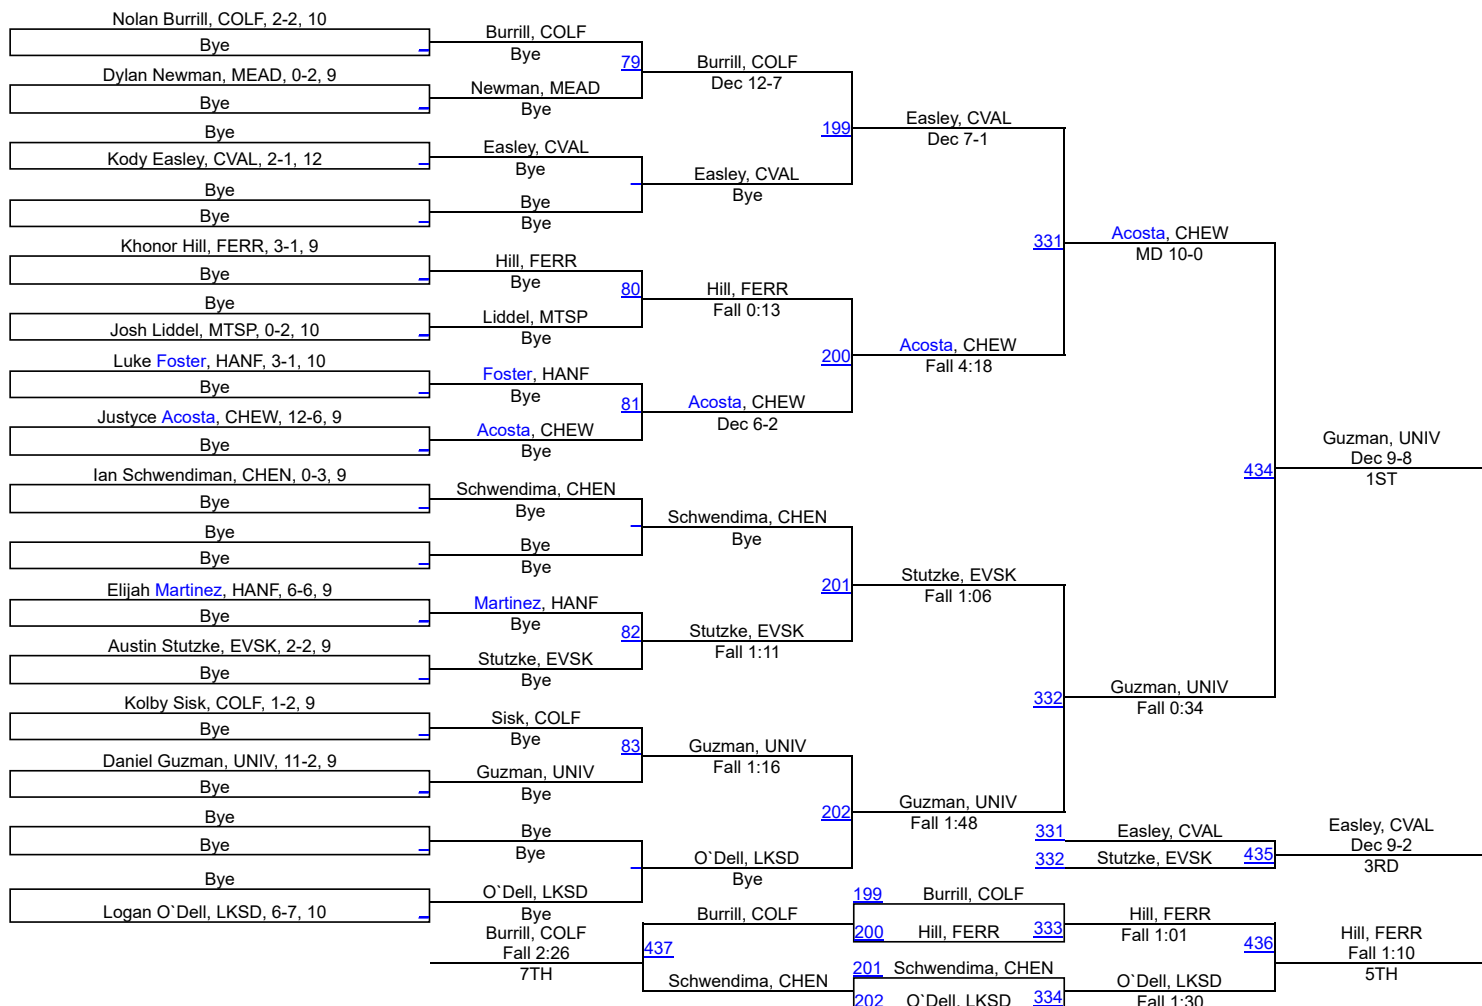 Nolan Burrill, COLF, 2-2, 10
Bye
Dylan Newman, MEAD, 0-2, 9
Bye
Bye
Kody Easley, CVAL, 2-1, 12
Bye
Bye
Khonor Hill, FERR, 3-1, 9
Bye
Bye
Josh Liddel, MTSP, 0-2, 10
Luke Foster, HANF, 3-1, 10
Bye
Justyce Acosta, CHEW, 12-6, 9
Bye
Ian Schwendiman, CHEN, 0-3, 9
Bye
Bye
Bye
Elijah Martinez, HANF, 6-6, 9
Bye
Austin Stutzke, EVSK, 2-2, 9
Bye
Kolby Sisk, COLF, 1-2, 9
Bye
Daniel Guzman, UNIV, 11-2, 9
Bye
Bye
Bye
Bye
Logan O`Dell, LKSD, 6-7, 10
Burrill, COLF
Bye
79
Newman, MEAD
Bye
Easley, CVAL
Bye
Bye
Bye
Hill, FERR
Bye
80
Liddel, MTSP
Bye
Foster, HANF
Bye
81
Acosta, CHEW
Bye
Schwendima, CHEN
Bye
Bye
Bye
Martinez, HANF
Bye
82
Stutzke, EVSK
Bye
Sisk, COLF
Bye
83
Guzman, UNIV
Bye
Bye
Bye
O`Dell, LKSD
Bye
Burrill, COLF
Dec 12-7
199
Easley, CVAL
Bye
Hill, FERR
Fall 0:13
200
Acosta, CHEW
Dec 6-2
Schwendima, CHEN
Bye
201
Stutzke, EVSK
Fall 1:11
Guzman, UNIV
Fall 1:16
202
O`Dell, LKSD
Bye
Easley, CVAL
Dec 7-1
331
Acosta, CHEW
Fall 4:18
Stutzke, EVSK
Fall 1:06
332
Guzman, UNIV
Fall 1:48
Acosta, CHEW
MD 10-0
434
Guzman, UNIV
Fall 0:34
Guzman, UNIV
Dec 9-8
1ST
331
Easley, CVAL
332
Stutzke, EVSK
435
Easley, CVAL
Dec 9-2
3RD
199
Burrill, COLF
200
Hill, FERR
333
201
Schwendima, CHEN
202
O`Dell, LKSD
334
Hill, FERR
Fall 1:01
436
O`Dell, LKSD
Fall 1:30
Hill, FERR
Fall 1:10
5TH
Burrill, COLF
437
Schwendima, CHEN
Burrill, COLF
Fall 2:26
7TH